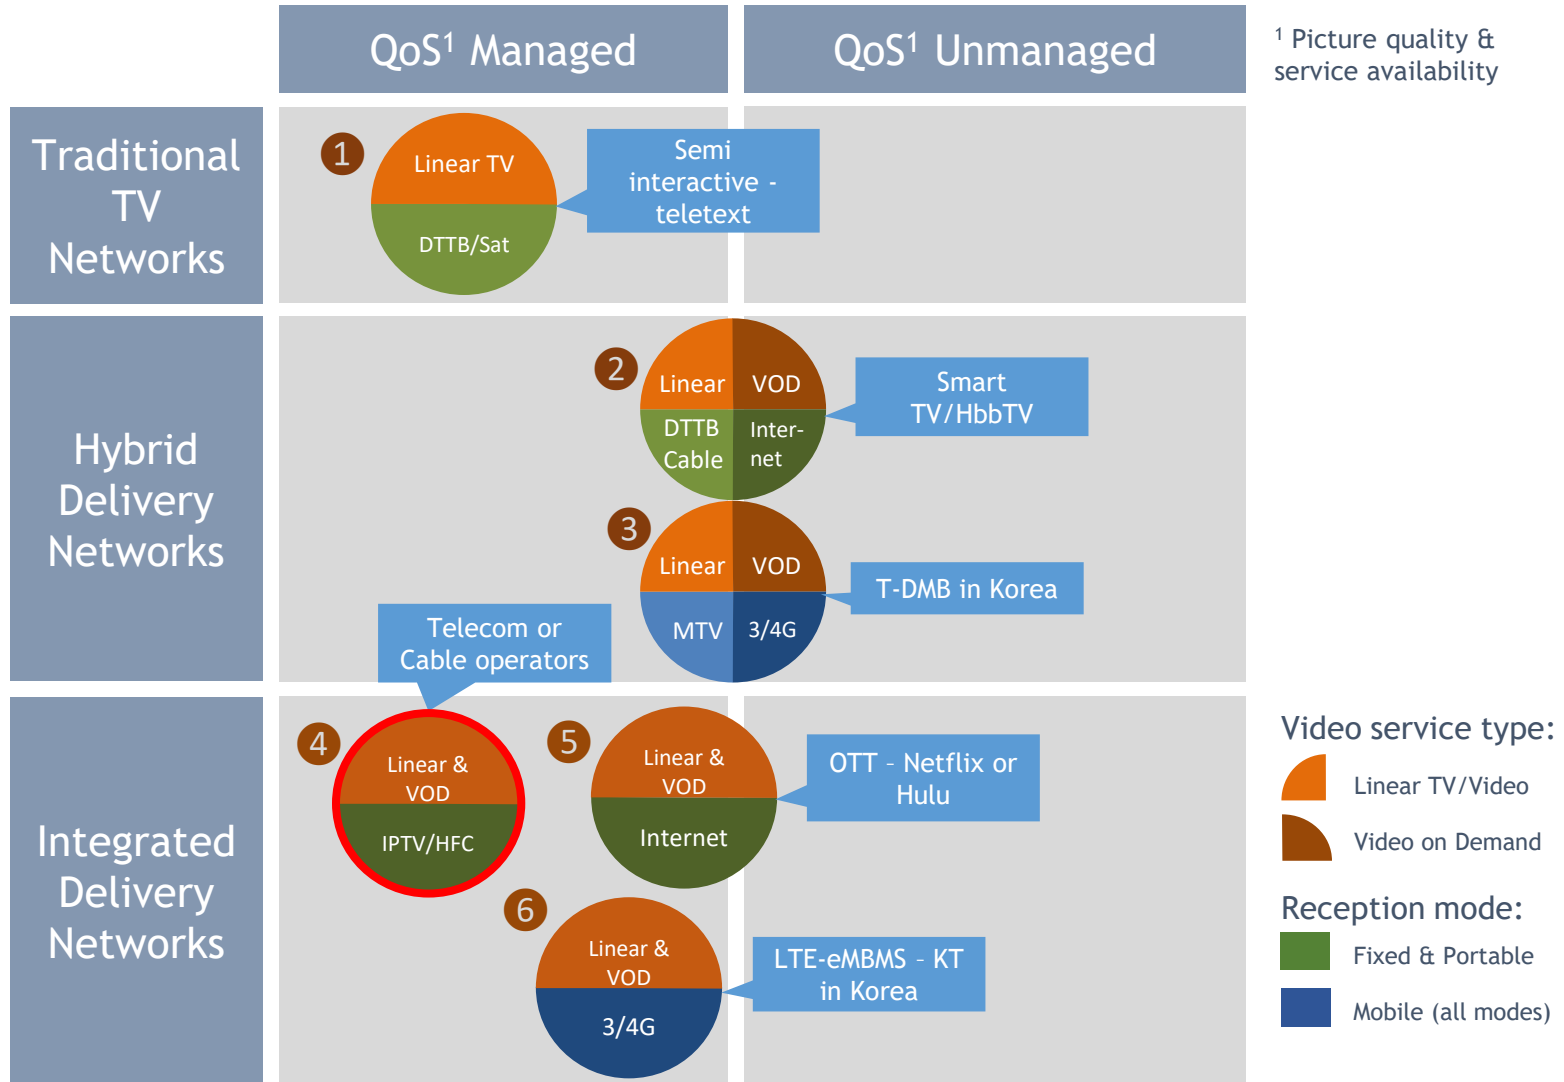 QoS¹ Managed
QoS¹ Unmanaged
¹ Picture quality &
service availability
Traditional
TV
Networks
1
Linear TV
DTTB/Sat
Semi
interactive -
teletext
Hybrid
Delivery
Networks
2
Linear
VOD
DTTB
Cable
Inter-
net
Smart
TV/HbbTV
3
Linear
VOD
MTV
3/4G
T-DMB in Korea
Telecom or
Cable operators
Integrated
Delivery
Networks
4
Linear &
VOD
IPTV/HFC
5
Linear &
VOD
Internet
OTT – Netflix or
Hulu
6
Linear &
VOD
3/4G
LTE-eMBMS – KT
in Korea
Video service type:
Linear TV/Video
Video on Demand
Reception mode:
Fixed & Portable
Mobile (all modes)